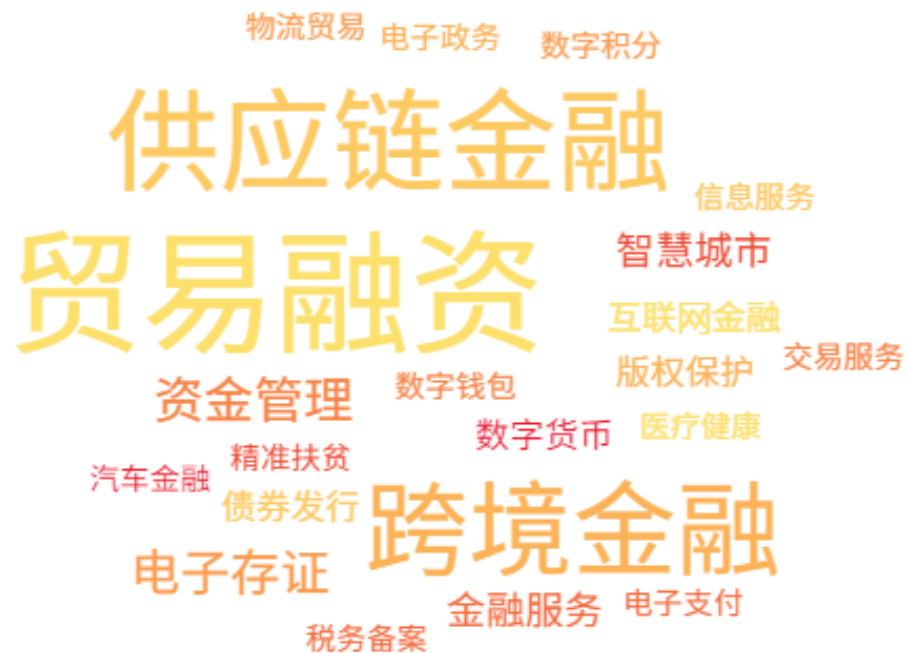 物流贸易
电子政务
数字积分
供应链金融
信息服务
贸易融资
智慧城市
互联网金融
交易服务
版权保护
资金管理
数字钱包
数字货币
医疗健康
精准扶贫
汽车金融
债券发行
跨境金融
电子存证
金融服务
电子支付
税务备案